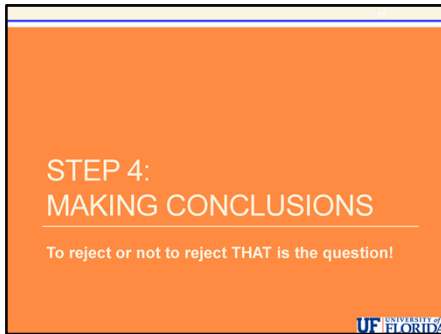 STEP 4:
MAKING CONCLUSIONS
To reject or not to reject THAT is the question!
UF UNIVERSITY of
FLORIDA